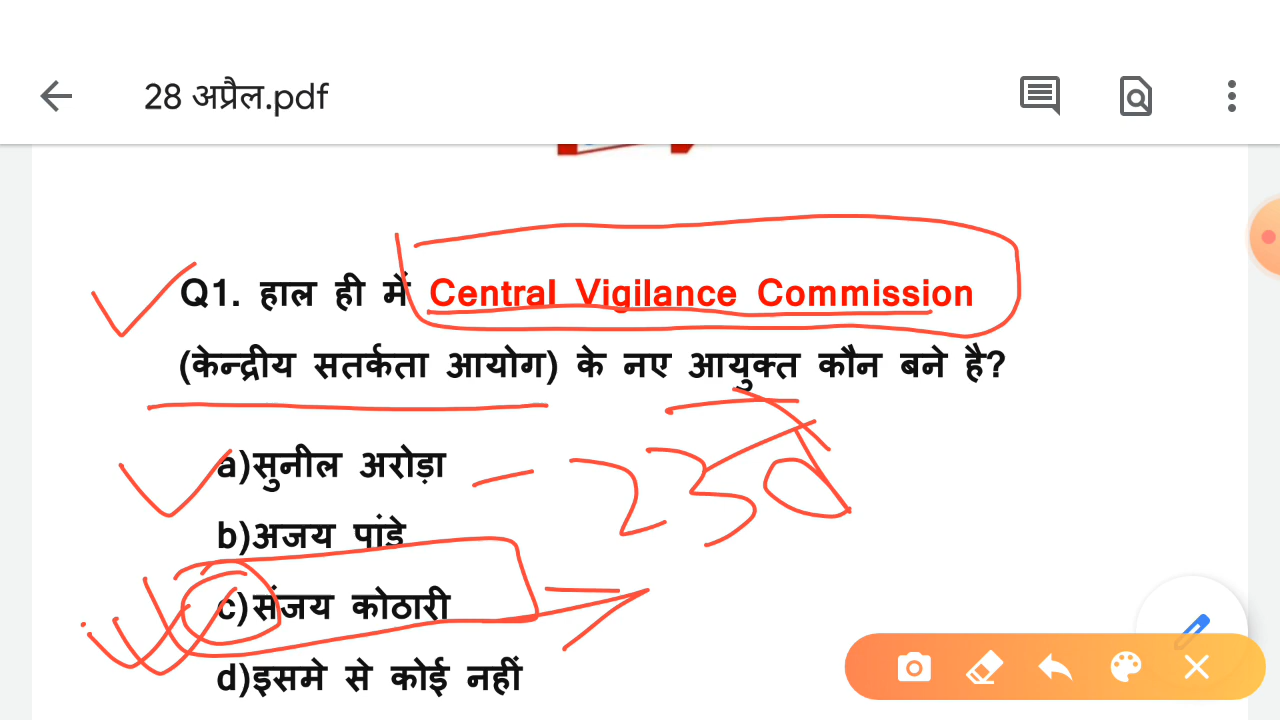 28 अप्रैल.pdf
Q1. हाल ही में Central Vigilance Commission
(केन्द्रीय सतर्कता आयोग) के नए आयुक्त कौन बने है?
a)सुनील अरोड़ा
b)अजय पांडे
c)संजय कोठारी
d)इसमे से कोई नहीं